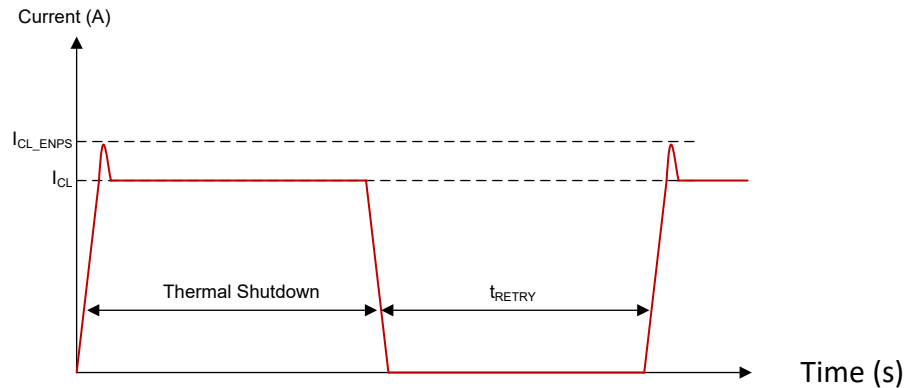 Current (A)
I_CL_ENPS
I_CL
Thermal Shutdown
t_RETRY
Time (s)